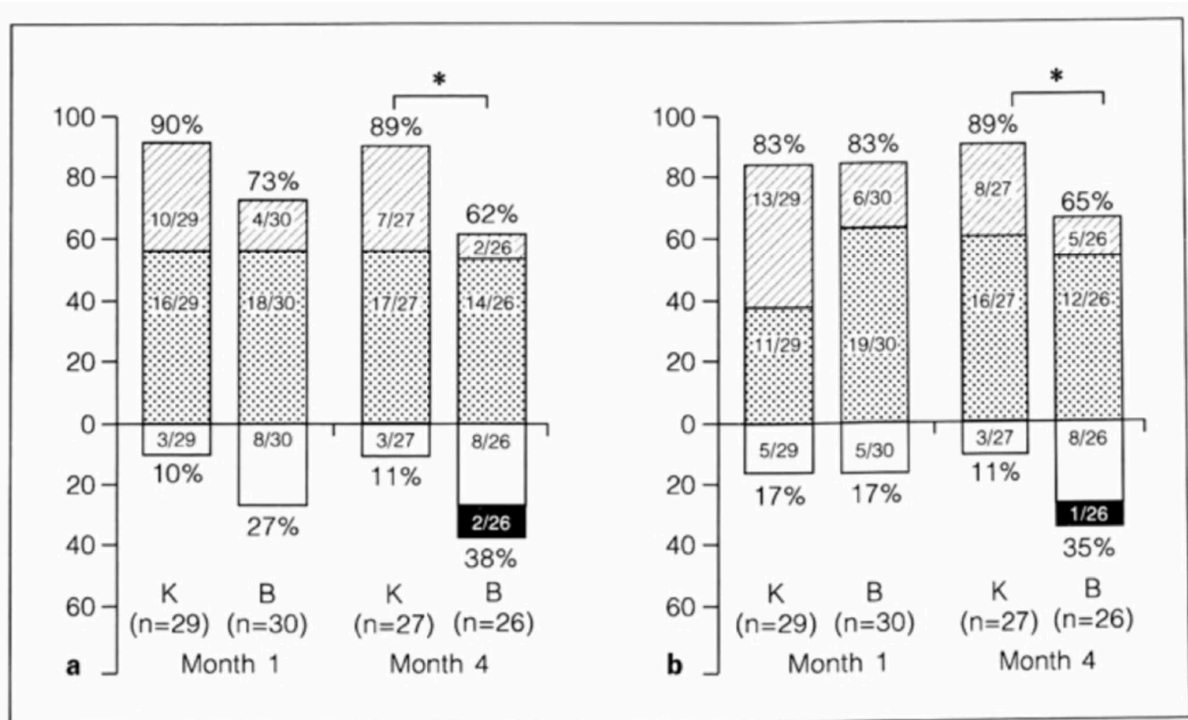 *
100
90%
89%
80
73%
10/29
4/30
7/27
62%
60
2/26
40
16/29
18/30
17/27
14/26
20
0
3/29
8/30
3/27
8/26
10%
11%
20
27%
2/26
40
38%
K
B
K
B
60
(n=29)
(n=30)
(n=27)
(n=26)
a
Month 1
Month 4
*
100
89%
83%
83%
80
13/29
6/30
8/27
65%
60
5/26
40
16/27
12/26
11/29
19/30
20
0
5/29
5/30
3/27
8/26
11%
20
17%
17%
1/26
40
35%
K
B
K
B
60
(n=29)
(n=30)
(n=27)
(n=26)
b
Month 1
Month 4